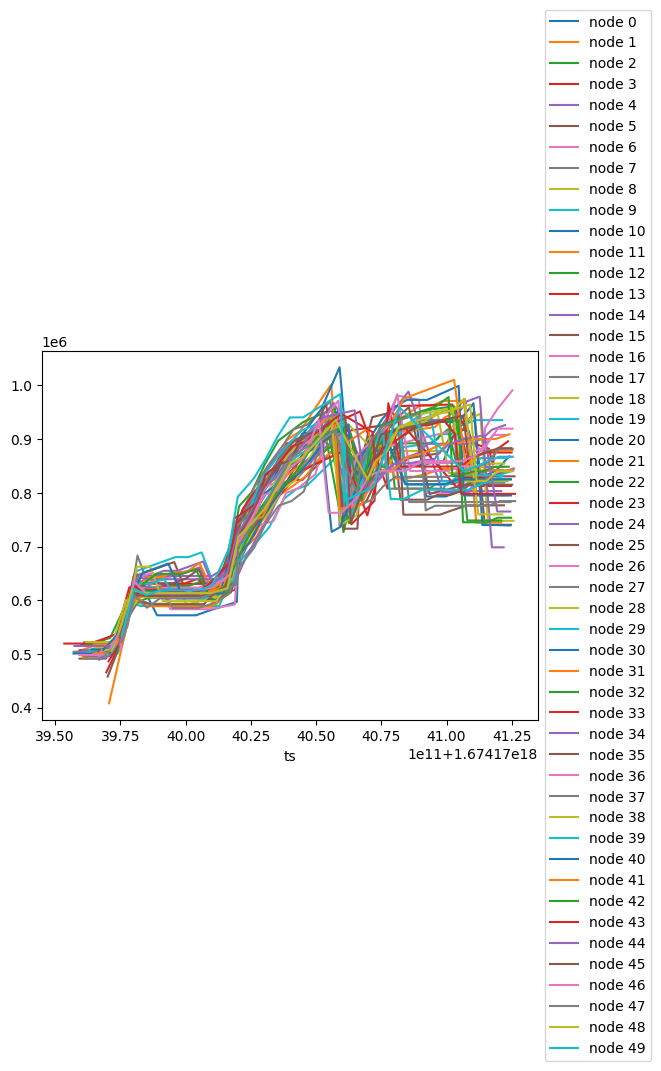 1e6
1.0
0.9
0.8
0.7
0.6
0.5
0.4
39.50 39.75 40.00 40.25 40.50 40.75 41.00 41.25
ts
1e11+1.67417e18
node 0
node 1
node 2
node 3
node 4
node 5
node 6
node 7
node 8
node 9
node 10
node 11
node 12
node 13
node 14
node 15
node 16
node 17
node 18
node 19
node 20
node 21
node 22
node 23
node 24
node 25
node 26
node 27
node 28
node 29
node 30
node 31
node 32
node 33
node 34
node 35
node 36
node 37
node 38
node 39
node 40
node 41
node 42
node 43
node 44
node 45
node 46
node 47
node 48
node 49